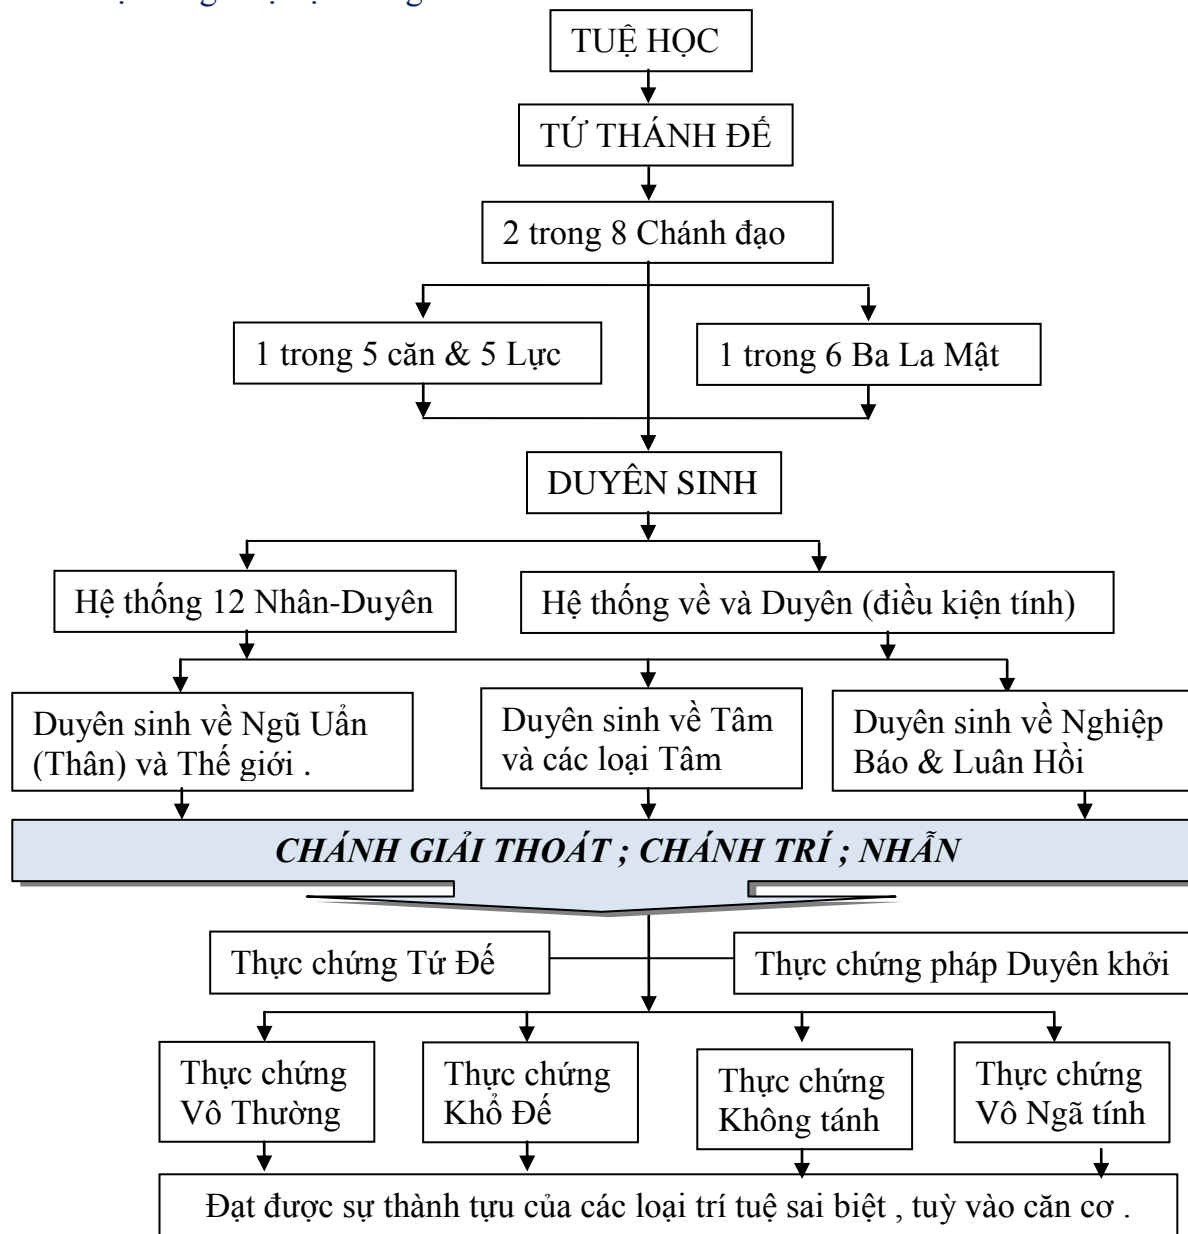 TUỆ HỌC
TỨ THÁNH ĐẾ
2 trong 8 Chánh đạo
1 trong 5 căn & 5 Lực
1 trong 6 Ba La Mật
DUYÊN SINH
Hệ thống 12 Nhân-Duyên
Hệ thống về và Duyên (điều kiện tính)
Duyên sinh về Ngũ Uẩn
(Thân) và Thế giới .
Duyên sinh về Tâm
và các loại Tâm
Duyên sinh về Nghiệp
Báo & Luân Hồi
CHÁNH GIẢI THOÁT ; CHÁNH TRÍ ; NHẪN
Thực chứng Tứ Đế
Thực chứng pháp Duyên khởi
Thực chứng
Vô Thường
Thực chứng
Khổ Đế
Thực chứng
Không tánh
Thực chứng
Vô Ngã tính
Đạt được sự thành tựu của các loại trí tuệ sai biệt , tuỳ vào căn cơ .